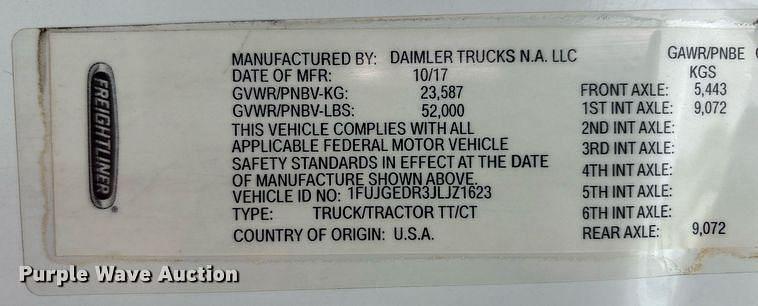 FREIGHTLINER
MANUFACTURED BY: DAIMLER TRUCKS N.A. LLC
DATE OF MFR: 10/17
GVWR/PNBV-KG: 23,587
GVWR/PNBV-LBS: 52,000
THIS VEHICLE COMPLIES WITH ALL
APPLICABLE FEDERAL MOTOR VEHICLE
SAFETY STANDARDS IN EFFECT AT THE DATE
OF MANUFACTURE SHOWN ABOVE.
VEHICLE ID NO: 1FUJGEDR3JLJZ1623
TYPE: TRUCK/TRACTOR TT/CT
COUNTRY OF ORIGIN: U.S.A.
GAWR/PNBE
KGS
FRONT AXLE: 5,443
1ST INT AXLE: 9,072
2ND INT AXLE:
3RD INT AXLE:
4TH INT AXLE:
5TH INT AXLE:
6TH INT AXLE:
REAR AXLE: 9,072
Purple Wave Auction